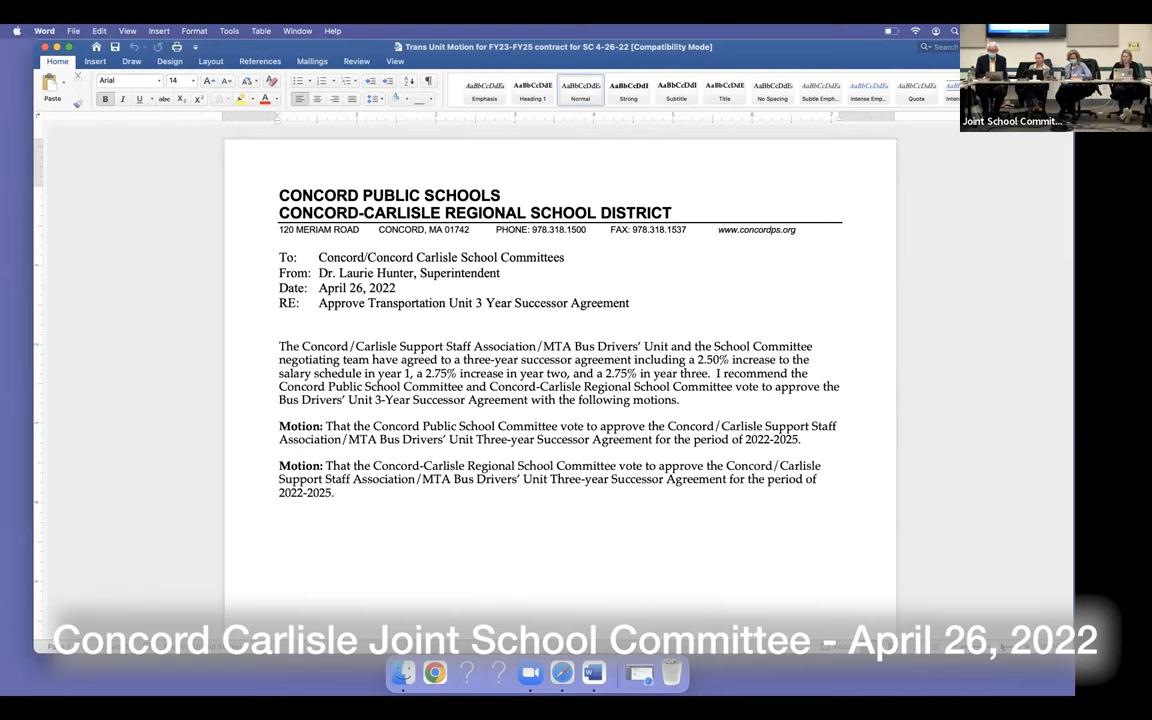 Word File Edit View Insert Format Tools Table Window Help
Trans Unit Motion for FY23-FY25 contract for SC 4-26-22 [Compatibility Mode]
Search
Home Insert Draw Design Layout References Mailings Review View
Paste
Arial 14
AaBbCcDdEe AaBbCcDc AaBbCcDdE AaBbCcDdI AaBbCcDdI AaBbCcDdI AaBbCcDdE AaBbCcDdEe AaBbCcDdEe AaBbCcDdEe
Emphasis Heading 1 Normal Strong Subtitle Title No Spacing Subtle Emph... Intense Emp... Quote
Joint School Commit...
CONCORD PUBLIC SCHOOLS
CONCORD-CARLISLE REGIONAL SCHOOL DISTRICT
120 MERIAM ROAD CONCORD, MA 01742 PHONE: 978.318.1500 FAX: 978.318.1537 www.concordps.org
To: Concord/Concord Carlisle School Committees
From: Dr. Laurie Hunter, Superintendent
Date: April 26, 2022
RE: Approve Transportation Unit 3 Year Successor Agreement
The Concord/Carlisle Support Staff Association/MTA Bus Drivers' Unit and the School Committee
negotiating team have agreed to a three-year successor agreement including a 2.50% increase to the
salary schedule in year 1, a 2.75% increase in year two, and a 2.75% in year three. I recommend the
Concord Public School Committee and Concord-Carlisle Regional School Committee vote to approve the
Bus Drivers' Unit 3-Year Successor Agreement with the following motions.
Motion: That the Concord Public School Committee vote to approve the Concord/Carlisle Support Staff
Association/MTA Bus Drivers' Unit Three-year Successor Agreement for the period of 2022-2025.
Motion: That the Concord-Carlisle Regional School Committee vote to approve the Concord/Carlisle
Support Staff Association/MTA Bus Drivers' Unit Three-year Successor Agreement for the period of
2022-2025.
Concord Carlisle Joint School Committee - April 26, 2022